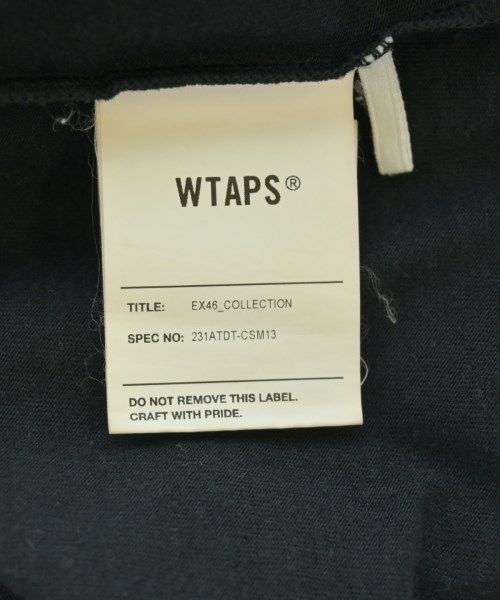 WTAPS®
TITLE: EX46_COLLECTION
SPEC NO: 231ATDT-CSM13
DO NOT REMOVE THIS LABEL.
CRAFT WITH PRIDE.